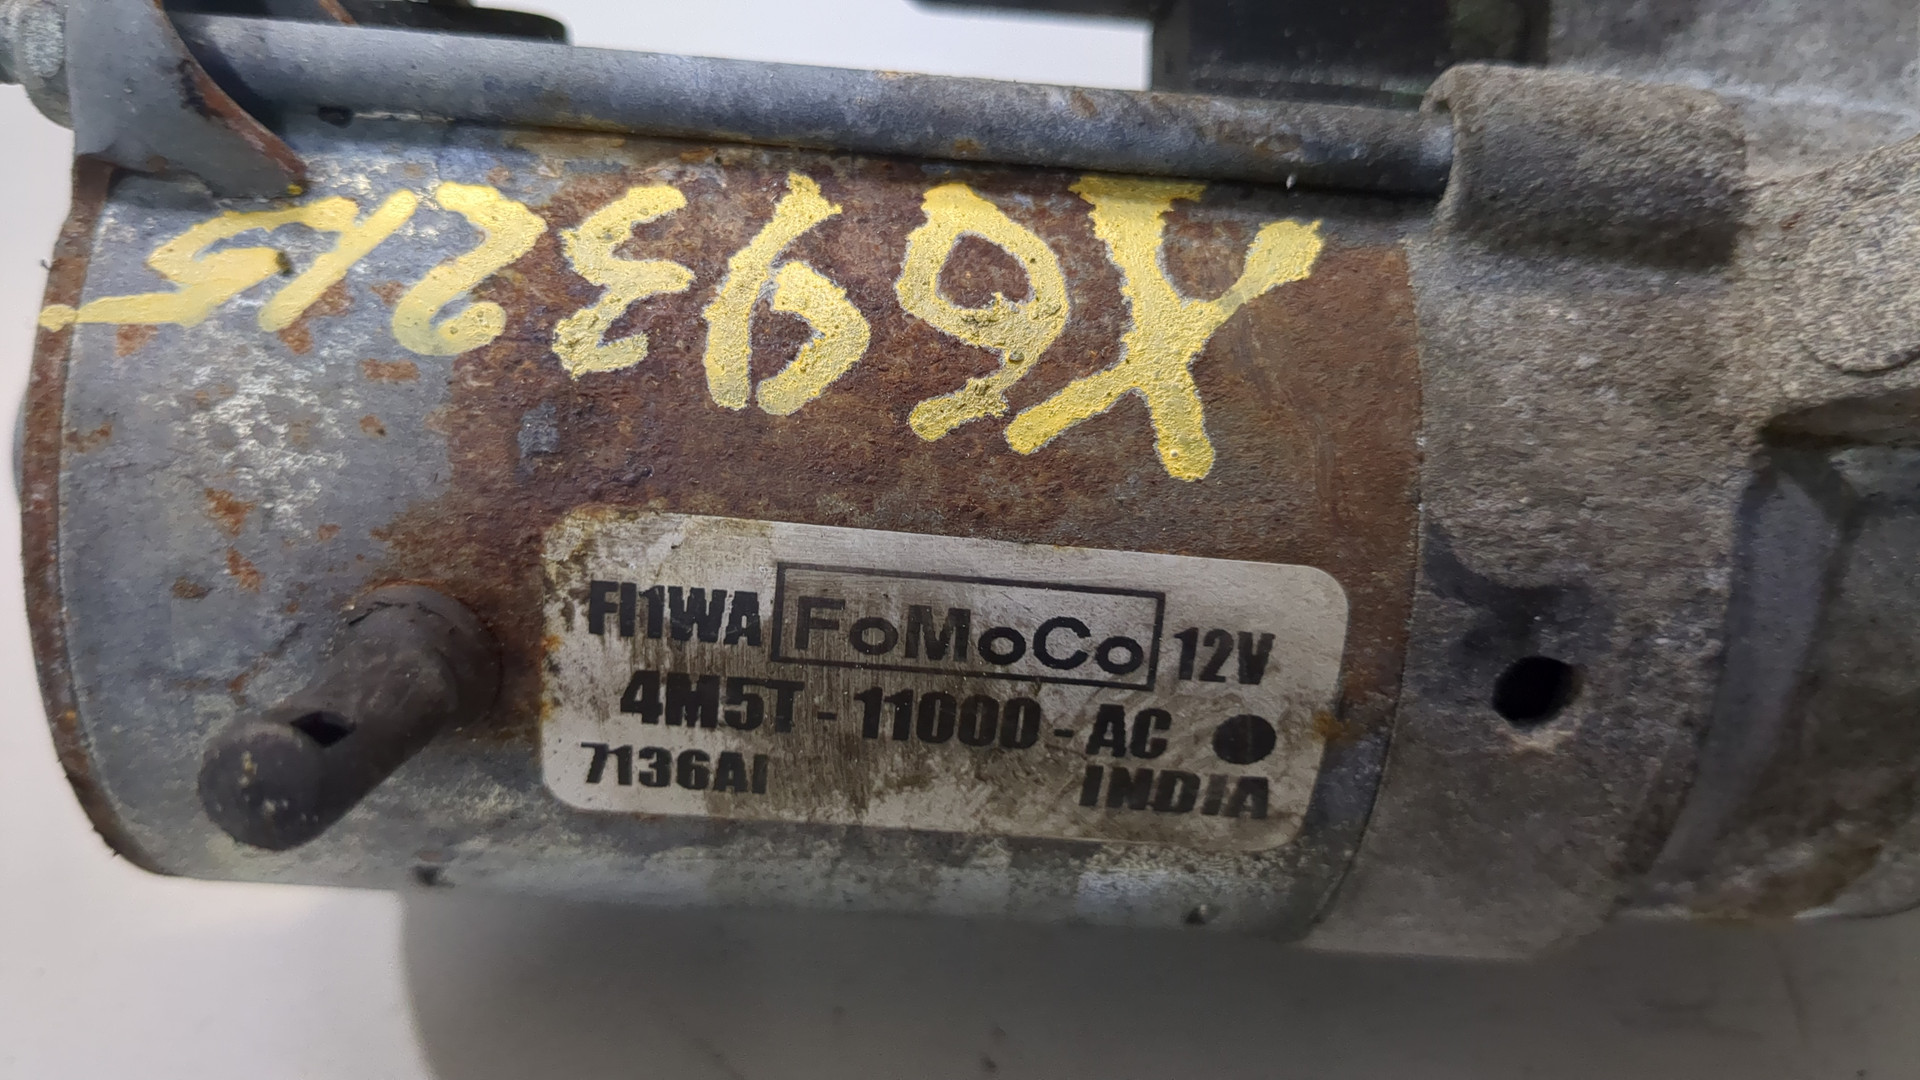 X693215
FI1WA FoMoCo 12V
4M5T - 11000 - AC
7136AI INDIA